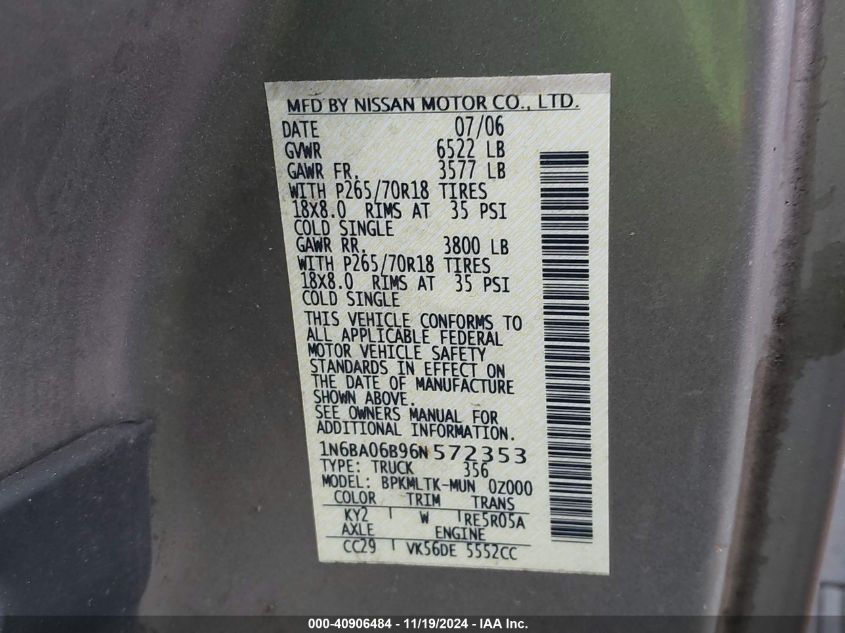 MFD BY NISSAN MOTOR CO., LTD.
DATE 07/06
GVWR 6522 LB
GAWR FR. 3577 LB
WITH P265/70R18 TIRES
18X8.0 RIMS AT 35 PSI
COLD SINGLE
GAWR RR. 3800 LB
WITH P265/70R18 TIRES
18X8.0 RIMS AT 35 PSI
COLD SINGLE
THIS VEHICLE CONFORMS TO
ALL APPLICABLE FEDERAL
MOTOR VEHICLE SAFETY
STANDARDS IN EFFECT ON
THE DATE OF MANUFACTURE
SHOWN ABOVE.
SEE OWNERS MANUAL FOR
ADDITIONAL INFORMATION.
1N6BA06B96N572353
TYPE: TRUCK 356
MODEL: BPKMLTK-MUN 0Z000
COLOR TRIM TRANS
KY2 W RE5R05A
AXLE ENGINE
CC29 VK56DE 5552CC
000-40906484 - 11/19/2024 - IAA Inc.